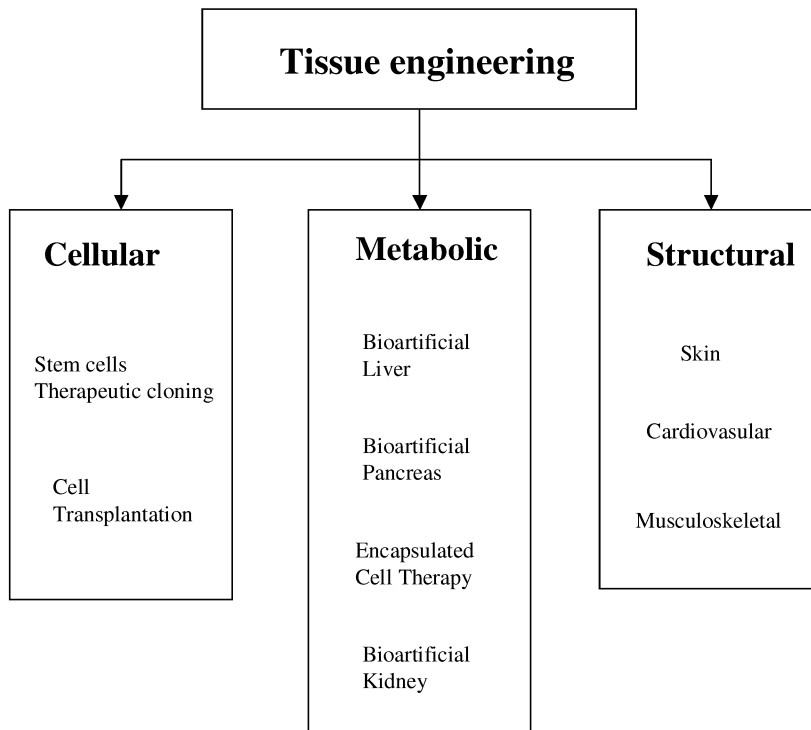 Tissue engineering
Cellular
Stem cells
Therapeutic cloning
Cell
Transplantation
Metabolic
Bioartificial
Liver
Bioartificial
Pancreas
Encapsulated
Cell Therapy
Bioartificial
Kidney
Structural
Skin
Cardiovasular
Musculoskeletal